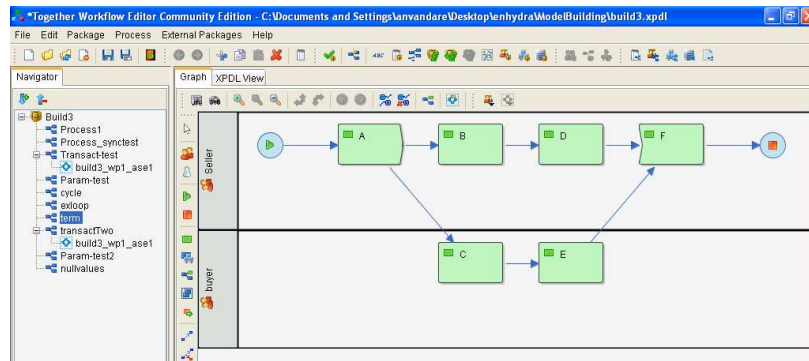 *Together Workflow Editor Community Edition - C:\Documents and Settings\anvandare\Desktop\enhydra\ModelBuilding\build3.xpdl
File Edit Package Process External Packages Help
Navigator
Graph XPDL View
Build3
Process1
Process_synctest
Transact-test
build3_wp1_ase1
Param-test
cycle
exloop
term
transactTwo
build3_wp1_ase1
Param-test2
nullvalues
Seller
A
B
D
F
buyer
C
E